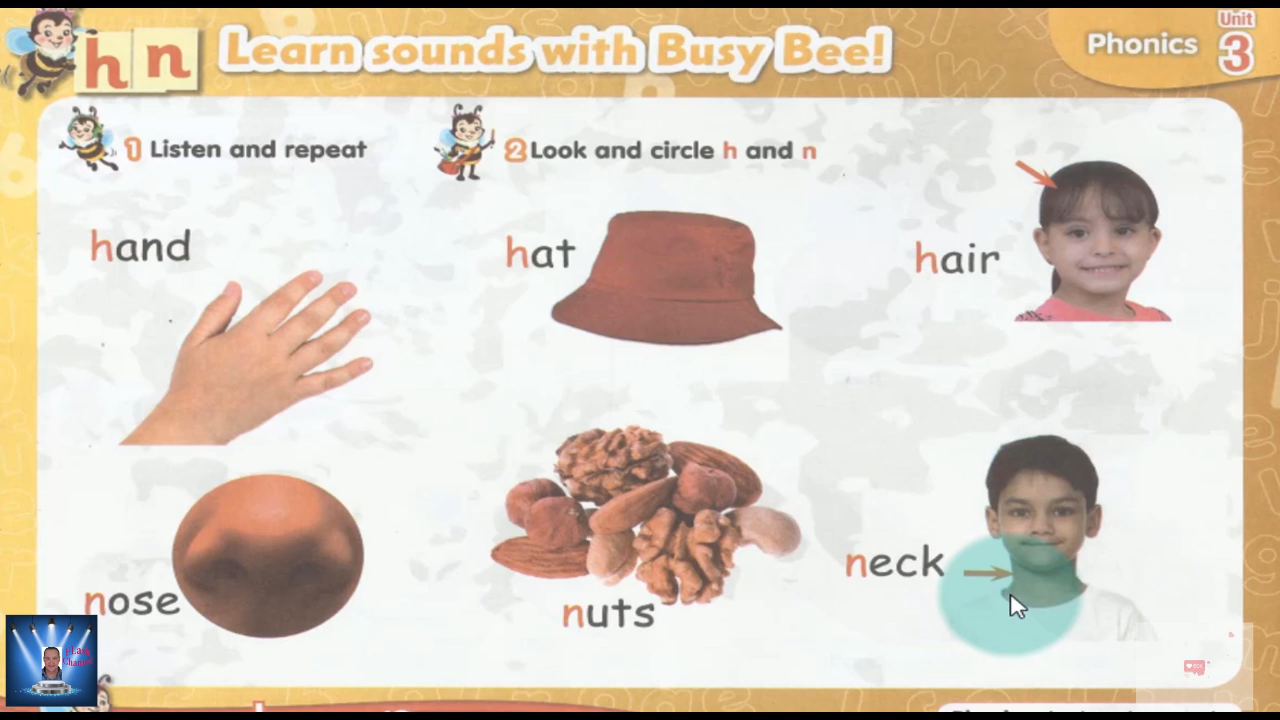 h n Learn sounds with Busy Bee!
Phonics
Unit
3
1 Listen and repeat
2 Look and circle h and n
hand
hat
hair
nose
nuts
neck